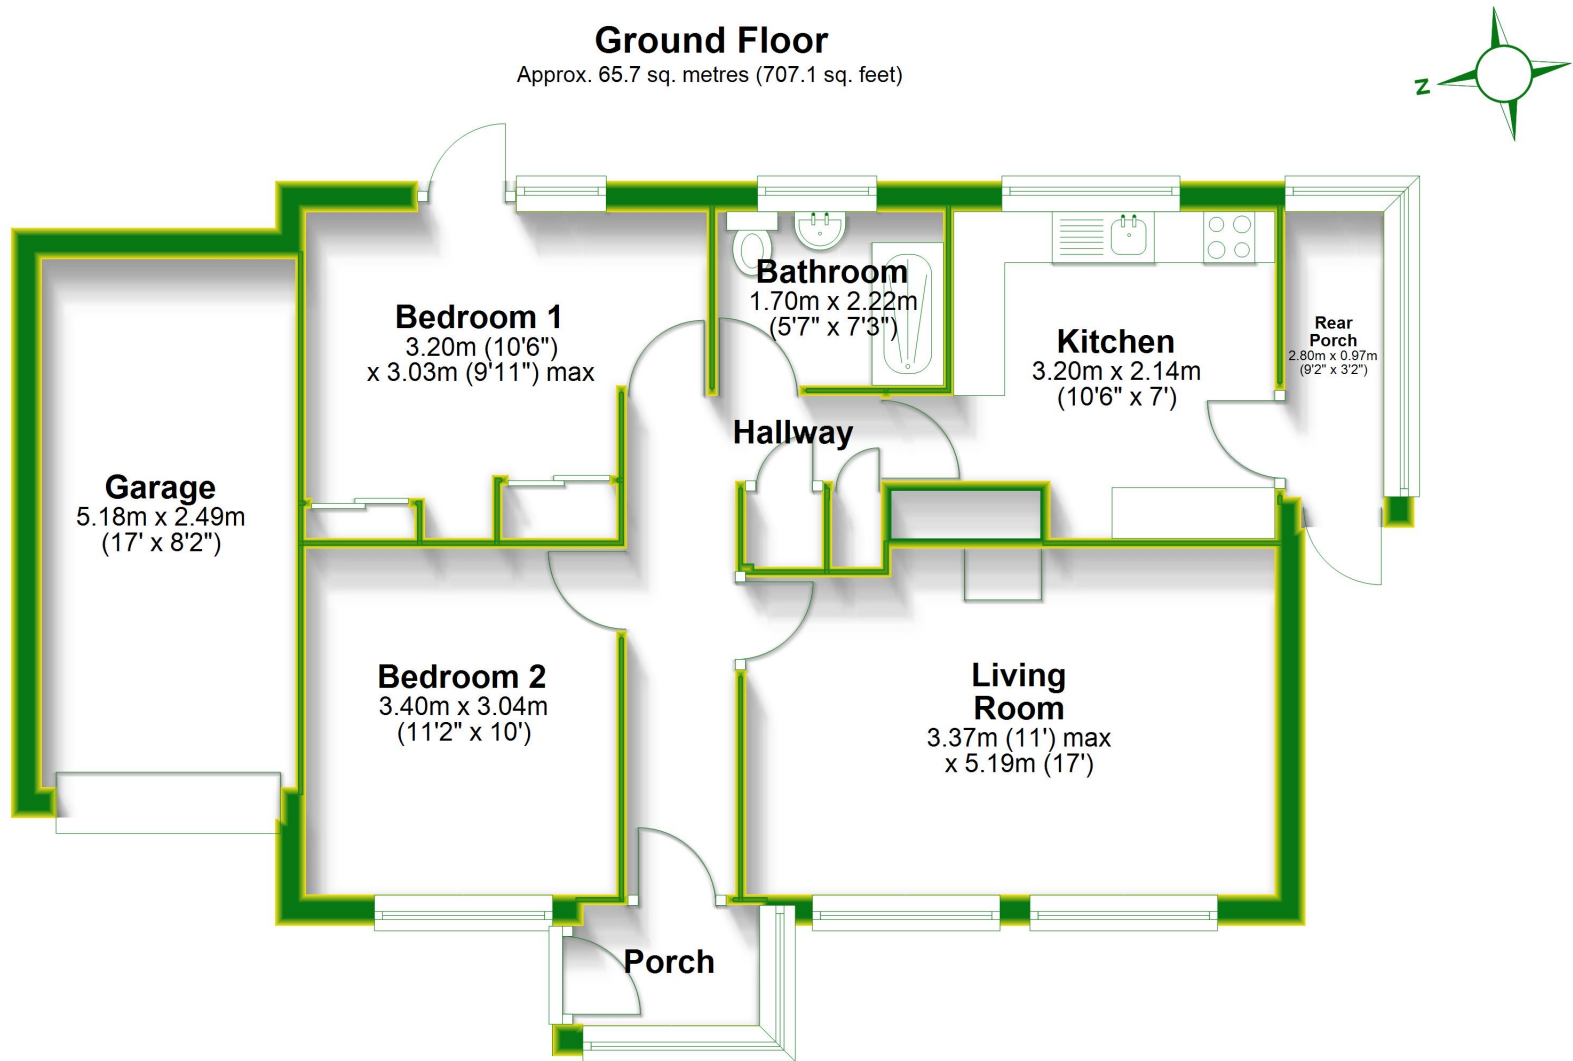 Ground Floor
Approx. 65.7 sq. metres (707.1 sq. feet)
N
Bedroom 1
3.20m (10'6")
x 3.03m (9'11") max
Bathroom
1.70m x 2.22m
(5'7" x 7'3")
Kitchen
3.20m x 2.14m
(10'6" x 7')
Rear
Porch
2.80m x 0.97m
(9'2" x 3'2")
Hallway
Garage
5.18m x 2.49m
(17' x 8'2")
Bedroom 2
3.40m x 3.04m
(11'2" x 10')
Living
Room
3.37m (11') max
x 5.19m (17')
Porch